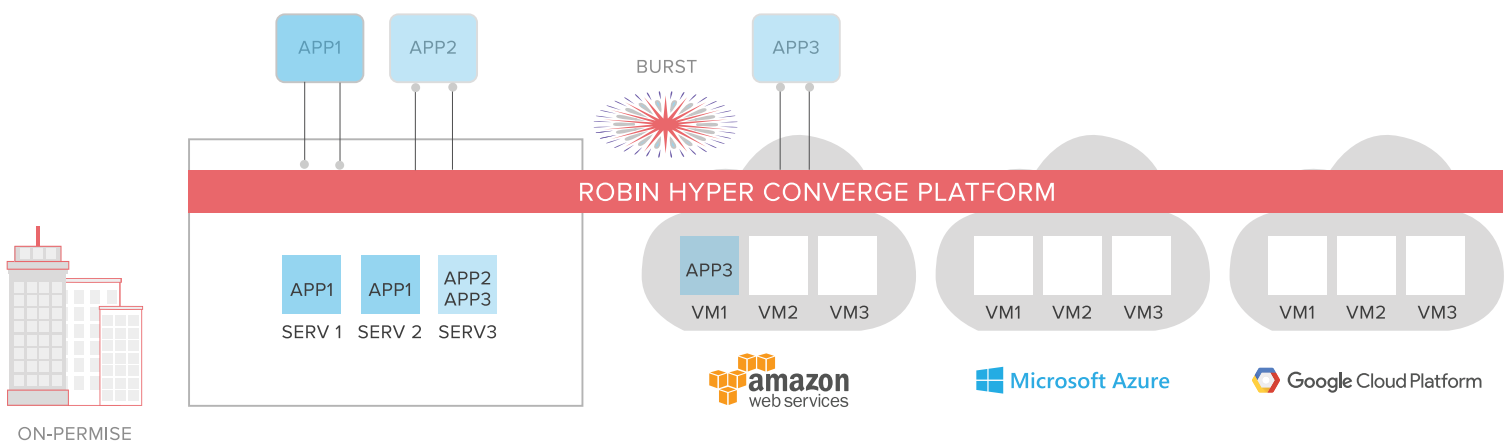 APP1
APP2
BURST
APP3
ROBIN HYPER CONVERGE PLATFORM
APP1
APP1
APP2
APP3
SERV 1
SERV 2
SERV3
APP3
VM1
VM2
VM3
VM1
VM2
VM3
VM1
VM2
VM3
amazon
web services
Microsoft Azure
Google Cloud Platform
ON-PERMISE